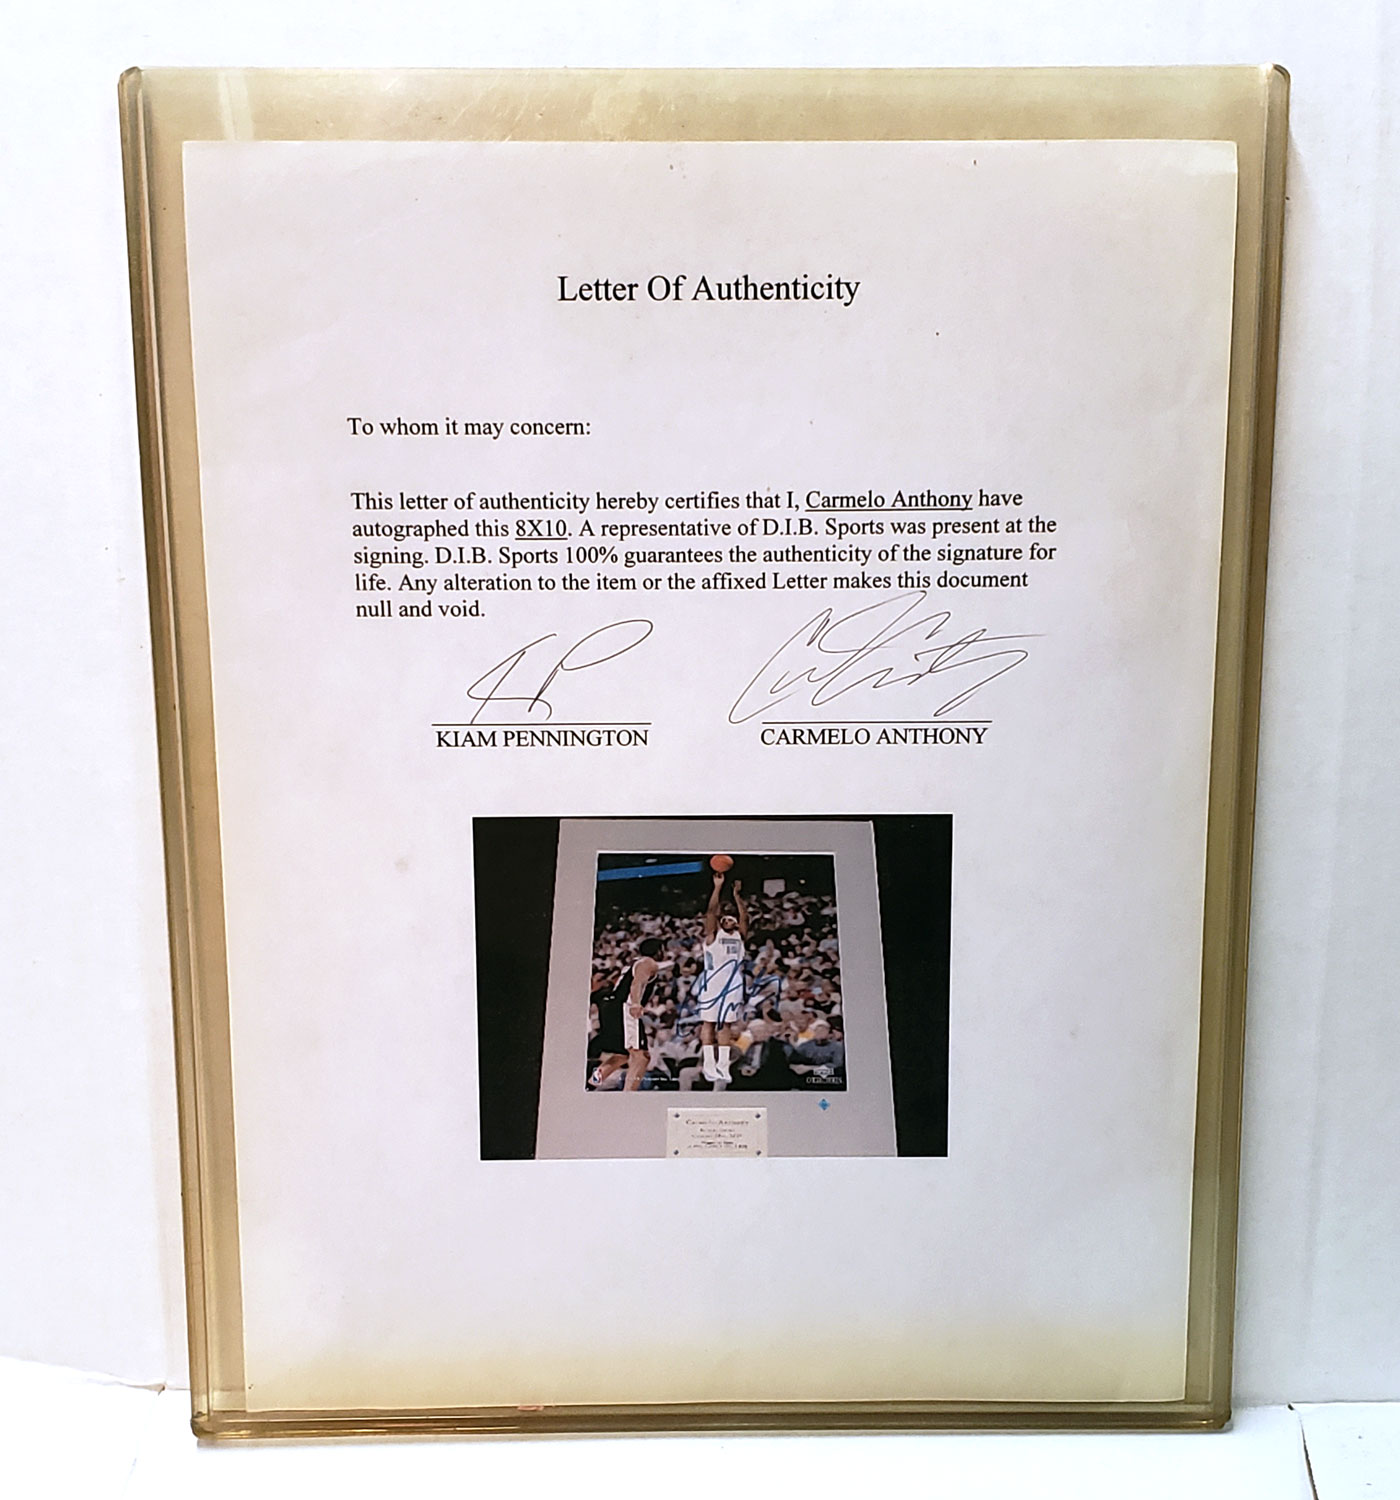 Letter Of Authenticity
To whom it may concern:
This letter of authenticity hereby certifies that I, Carmelo Anthony have
autographed this 8X10. A representative of D.I.B. Sports was present at the
signing. D.I.B. Sports 100% guarantees the authenticity of the signature for
life. Any alteration to the item or the affixed Letter makes this document
null and void.
KIAM PENNINGTON
CARMELO ANTHONY
Carmelo Anthony